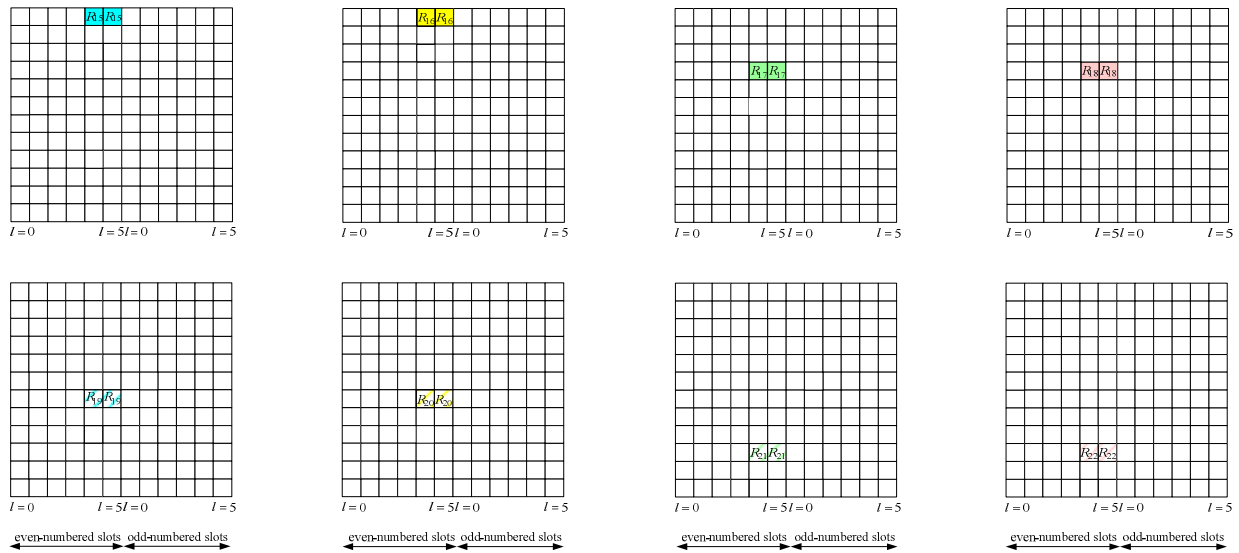 R15 R15 R16 R16
R17 R17 R18 R18
l = 0 l = 5 l = 0 l = 5 l = 0 l = 5 l = 0 l = 5 l = 0 l = 5 l = 0 l = 5 l = 0 l = 5 l = 0 l = 5
R19 R19 R20 R20
R21 R21 R22 R22
l = 0 l = 5 l = 0 l = 5 l = 0 l = 5 l = 0 l = 5 l = 0 l = 5 l = 0 l = 5 l = 0 l = 5 l = 0 l = 5
even-numbered slots odd-numbered slots even-numbered slots odd-numbered slots even-numbered slots odd-numbered slots even-numbered slots odd-numbered slots